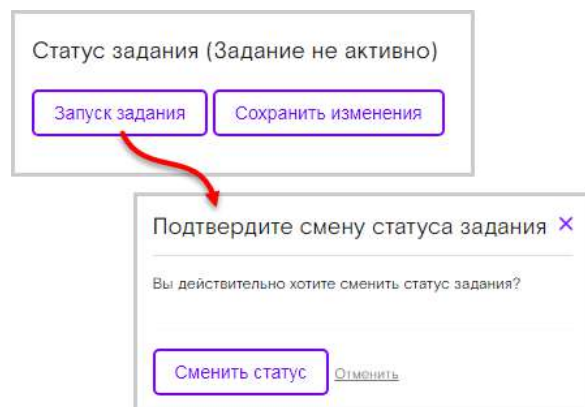 Статус задания (Задание не активно)
Запуск задания Сохранить изменения
Подтвердите смену статуса задания ×
Вы действительно хотите сменить статус задания?
Сменить статус Отменить